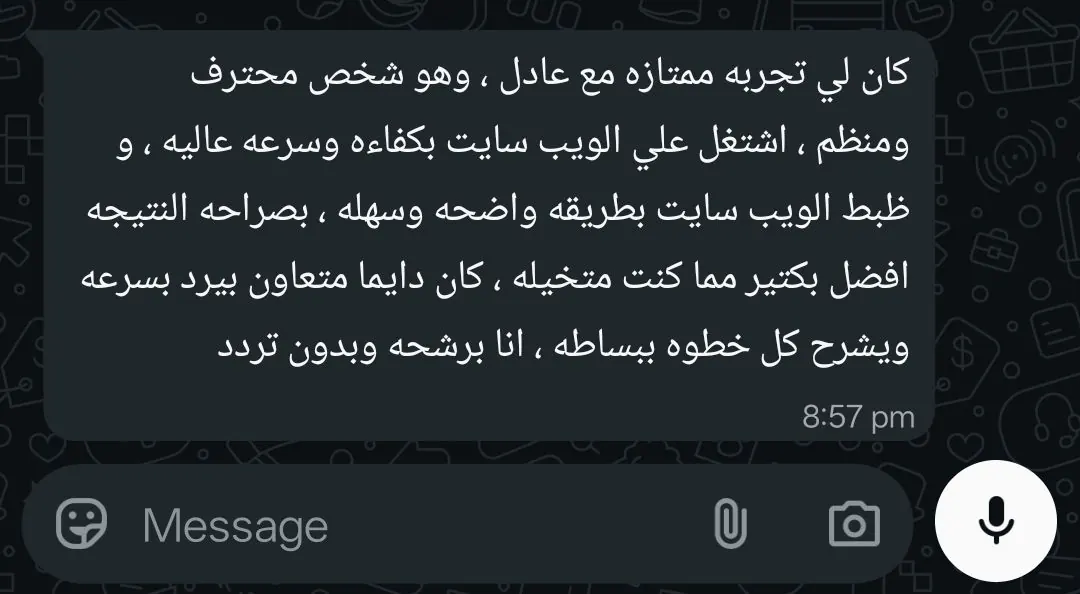 كان لي تجربه ممتازه مع عادل ، وهو شخص محترف
ومنظم ، اشتغل علي الويب سايت بكفاءه وسرعه عاليه ، و
ظبط الويب سايت بطريقه واضحه وسهله ، بصراحه النتيجه
افضل بكتير مما كنت متخيله ، كان دايما متعاون بيرد بسرعه
ويشرح كل خطوه ببساطه ، انا برشحه وبدون تردد
8:57 pm
Message